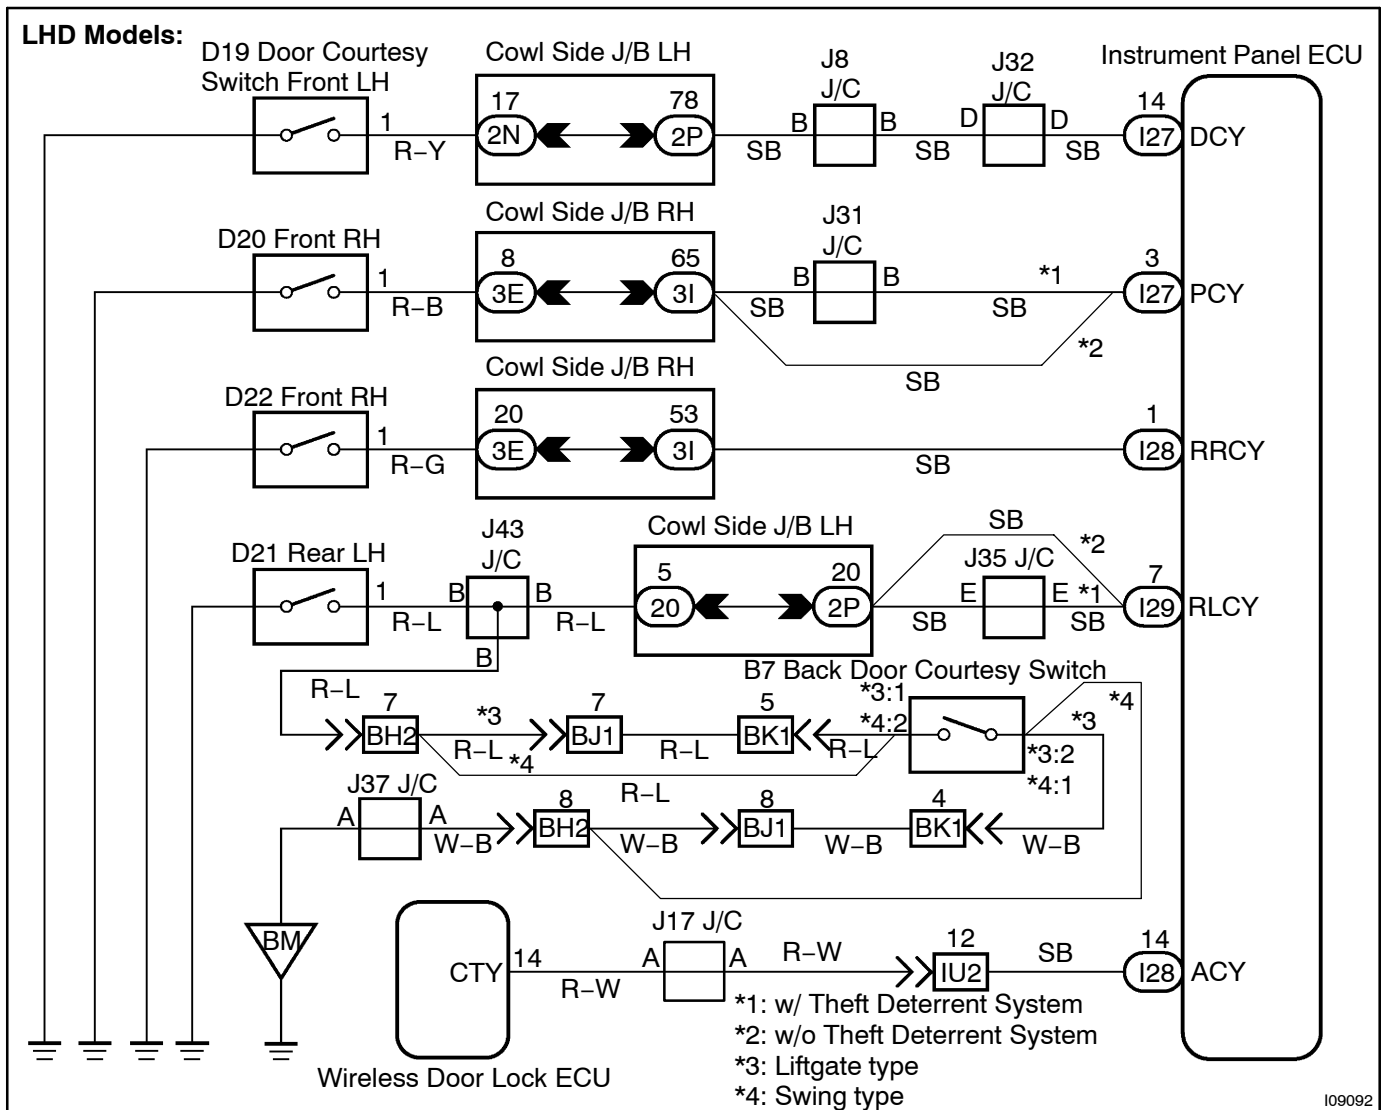 LHD Models:
D19 Door Courtesy
Switch Front LH
Cowl Side J/B LH
J8
J/C
J32
J/C
Instrument Panel ECU
1
R–Y
17
2N
78
2P
SB
B
B
SB
D
D
SB
14
I27
DCY
D20 Front RH
Cowl Side J/B RH
J31
J/C
1
R–B
8
3E
65
3I
SB
B
B
*1
SB
3
I27
PCY
*2
SB
D22 Front RH
Cowl Side J/B RH
1
R–G
20
3E
53
3I
SB
1
I28
RRCY
D21 Rear LH
J43
J/C
Cowl Side J/B LH
SB
*2
J35 J/C
1
R–L
B
B
R–L
5
20
20
2P
SB
E
E
*1
SB
7
I29
RLCY
B
R–L
B7 Back Door Courtesy Switch
7
BH2
*3
R–L
*4
7
BJ1
R–L
5
BK1
R–L
*3:1
*4:2
*4
*3
*3:2
*4:1
R–L
J37 J/C
A
A
W–B
8
BH2
W–B
8
BJ1
W–B
4
BK1
W–B
BM
CTY
14
R–W
J17 J/C
A
A
R–W
12
IU2
SB
14
I28
ACY
Wireless Door Lock ECU
*1: w/ Theft Deterrent System
*2: w/o Theft Deterrent System
*3: Liftgate type
*4: Swing type
I09092